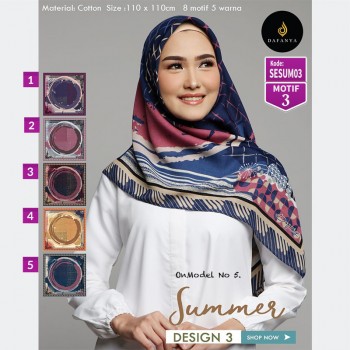 Material: Cotton Size : 110 x 110cm 8 motif 5 warna
DAFANYA
Kode:
SESUM03
MOTIF
3
1
2
3
4
5
OnModel No 5.
Summer
DESIGN 3
SHOP NOW